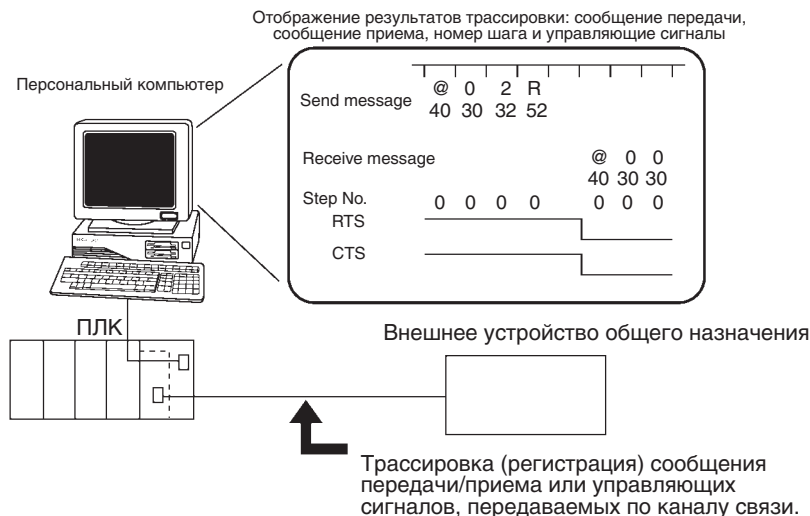 Отображение результатов трассировки: сообщение передачи,
сообщение приема, номер шага и управляющие сигналы
Персональный компьютер
Send message
@ 0 2 R
40 30 32 52
Receive message
@ 0 0
40 30 30
Step No. 0 0 0 0 0 0 0
RTS
CTS
ПЛК
Внешнее устройство общего назначения
Трассировка (регистрация) сообщения
передачи/приема или управляющих
сигналов, передаваемых по каналу связи.